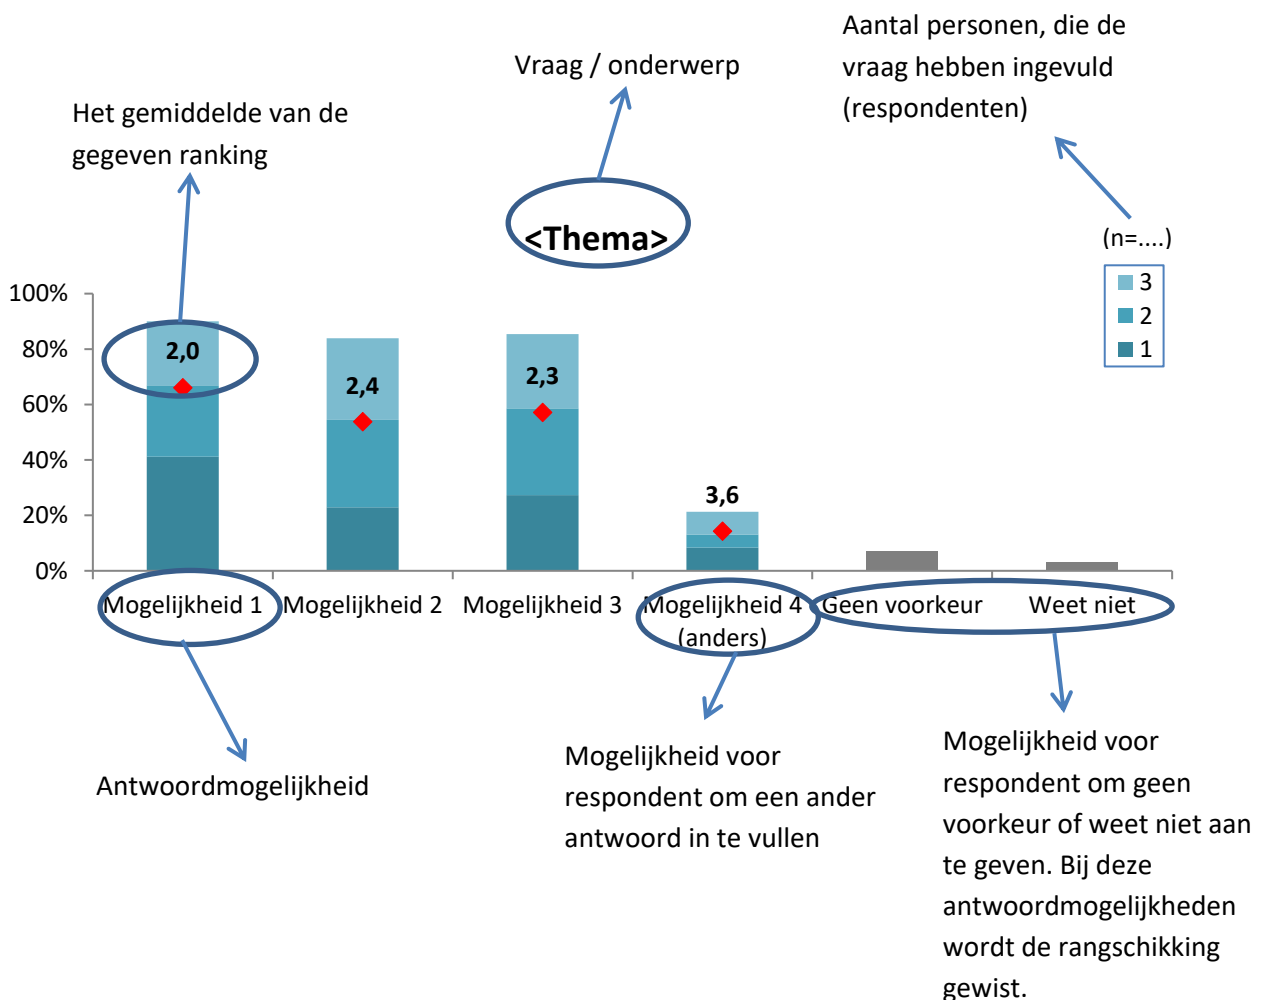 Aantal personen, die de
vraag hebben ingevuld
(respondenten)
Vraag / onderwerp
Het gemiddelde van de
gegeven ranking
<Thema>
(n=....)
3
2
1
100%
80%
60%
40%
20%
0%
2,0
2,4
2,3
3,6
Mogelijkheid 1
Mogelijkheid 2
Mogelijkheid 3
Mogelijkheid 4
(anders)
Geen voorkeur
Weet niet
Antwoordmogelijkheid
Mogelijkheid voor
respondent om een ander
antwoord in te vullen
Mogelijkheid voor
respondent om geen
voorkeur of weet niet aan
te geven. Bij deze
antwoordmogelijkheden
wordt de rangschikking
gewist.